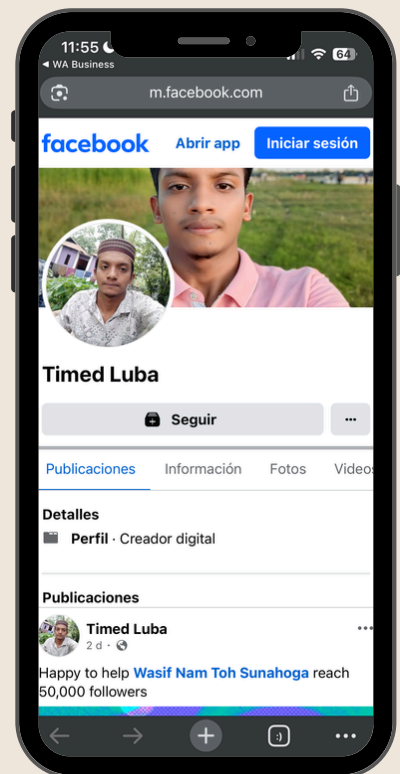 11:55
64
◄ WA Business
m.facebook.com
facebook
Abrir app
Iniciar sesión
Timed Luba
Seguir
Publicaciones
Información
Fotos
Videos
Detalles
Perfil · Creador digital
Publicaciones
Timed Luba
2 d ·
Happy to help Wasif Nam Toh Sunahoga reach
50,000 followers
:)